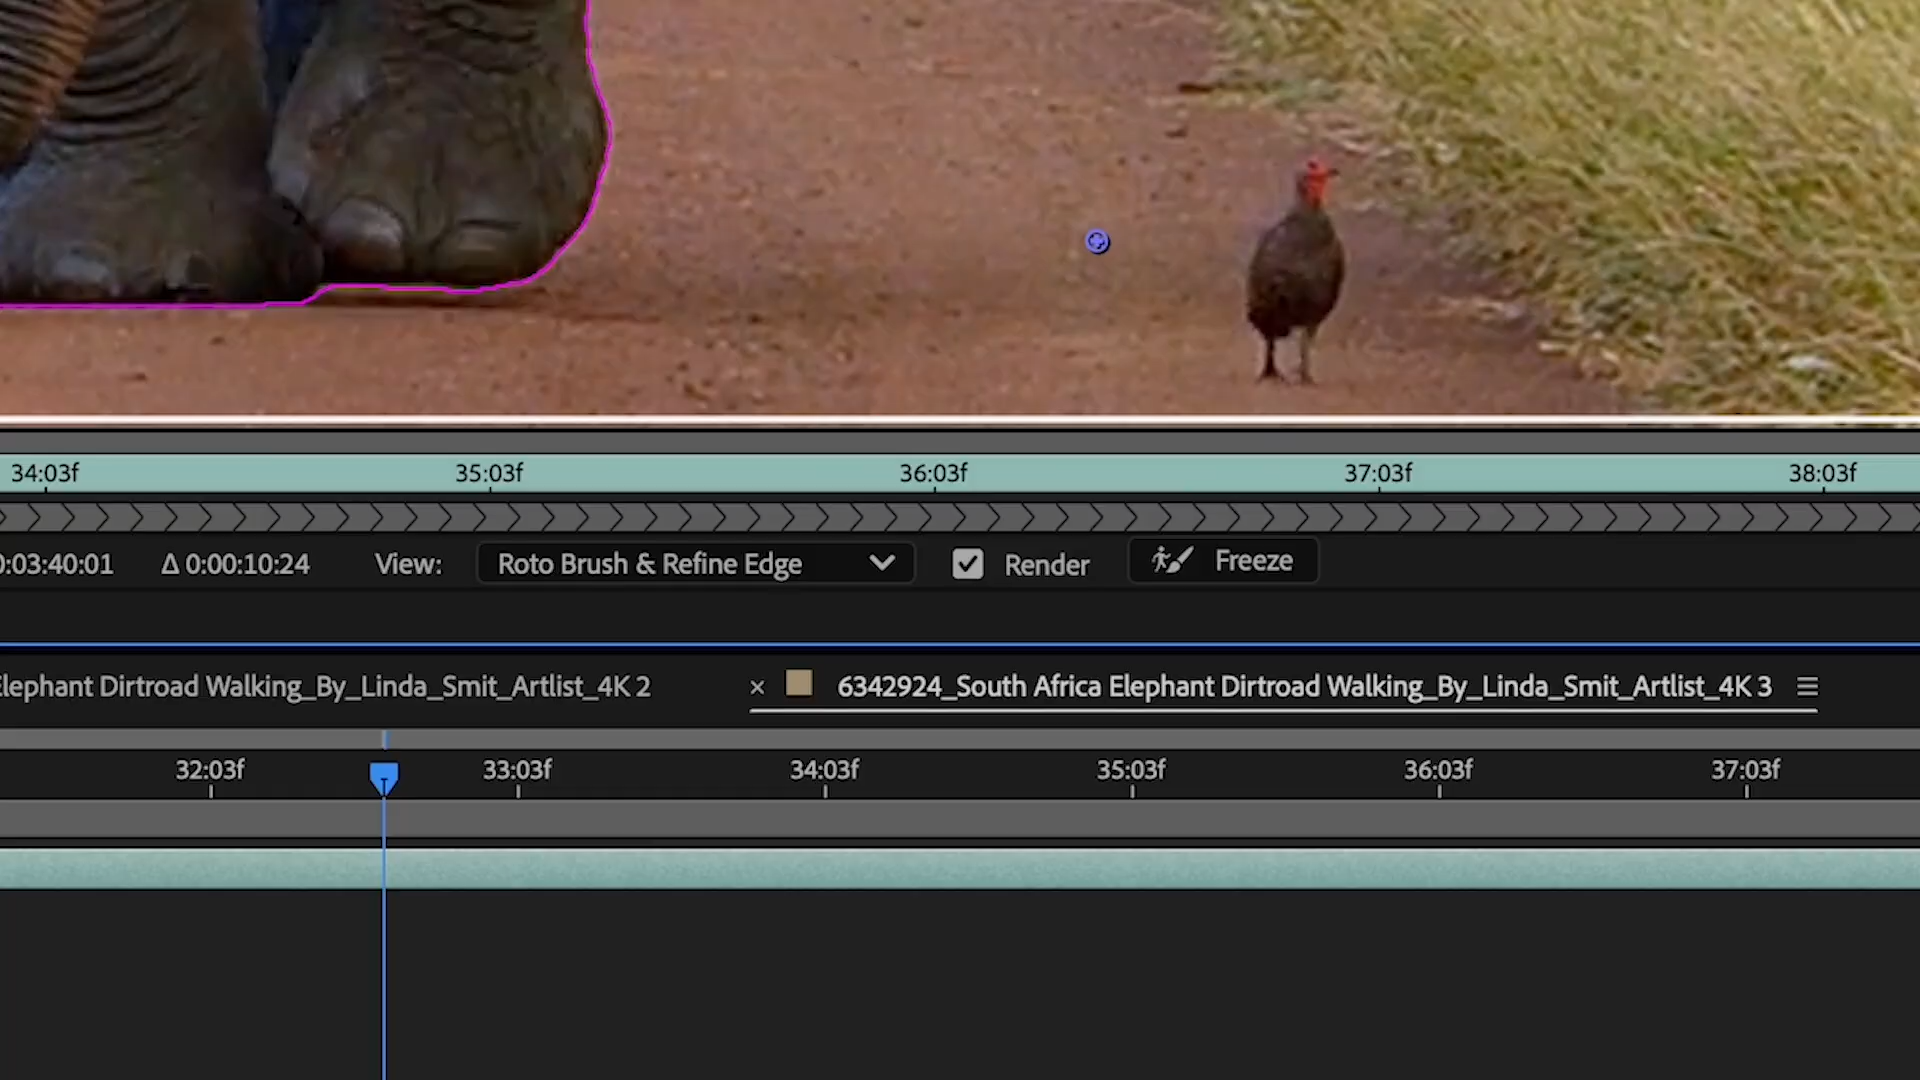 34:03f 35:03f 36:03f 37:03f 38:03f
0:03:40:01 Δ 0:00:10:24 View: Roto Brush & Refine Edge Render Freeze
Elephant Dirtroad Walking_By_Linda_Smit_Artlist_4K 2 × 6342924_South Africa Elephant Dirtroad Walking_By_Linda_Smit_Artlist_4K 3
32:03f 33:03f 34:03f 35:03f 36:03f 37:03f